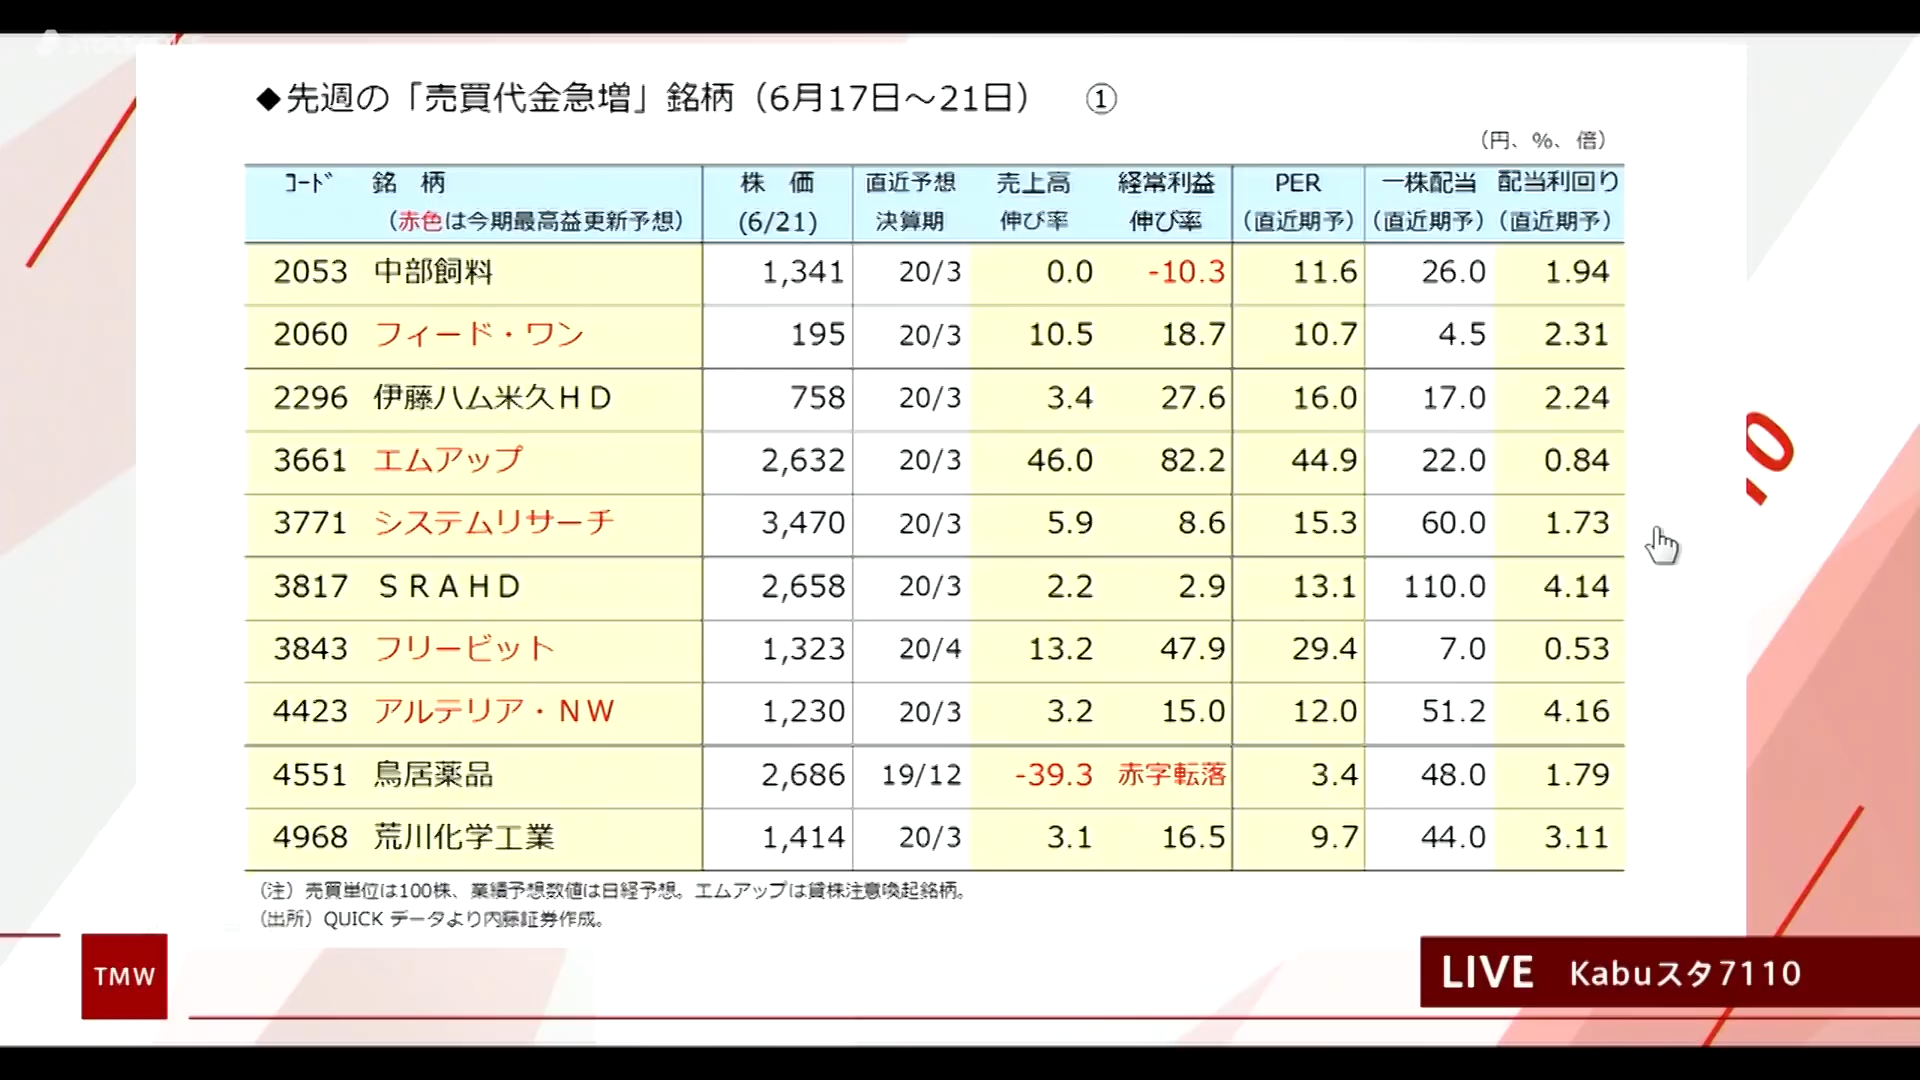 ◆先週の「売買代金急増」銘柄（6月17日～21日） ①
（円、％、倍）
ｺｰﾄﾞ 銘 柄 株 価 直近予想 売上高 経常利益 PER 一株配当 配当利回り
（赤色は今期最高益更新予想） (6/21) 決算期 伸び率 伸び率 （直近期予） （直近期予） （直近期予）
2053 中部飼料 1,341 20/3 0.0 -10.3 11.6 26.0 1.94
2060 フィード・ワン 195 20/3 10.5 18.7 10.7 4.5 2.31
2296 伊藤ハム米久ＨＤ 758 20/3 3.4 27.6 16.0 17.0 2.24
3661 エムアップ 2,632 20/3 46.0 82.2 44.9 22.0 0.84
3771 システムリサーチ 3,470 20/3 5.9 8.6 15.3 60.0 1.73
3817 ＳＲＡＨＤ 2,658 20/3 2.2 2.9 13.1 110.0 4.14
3843 フリービット 1,323 20/4 13.2 47.9 29.4 7.0 0.53
4423 アルテリア・ＮＷ 1,230 20/3 3.2 15.0 12.0 51.2 4.16
4551 鳥居薬品 2,686 19/12 -39.3 赤字転落 3.4 48.0 1.79
4968 荒川化学工業 1,414 20/3 3.1 16.5 9.7 44.0 3.11
（注）売買単位は100株、業績予想数値は日経予想。エムアップは貸株注意喚起銘柄。
（出所）QUICK データより内藤証券作成。
TMW
LIVE Kabuスタ7110